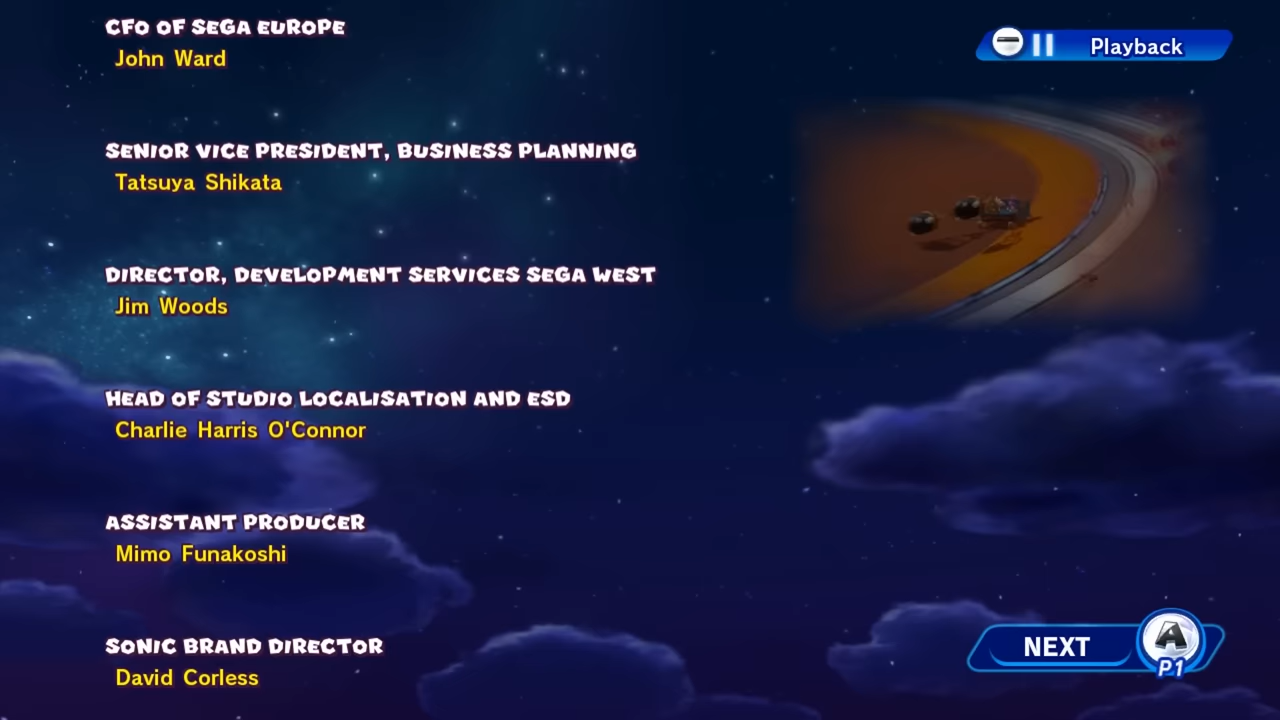 CFO OF SEGA EUROPE
John Ward
Playback
SENIOR VICE PRESIDENT, BUSINESS PLANNING
Tatsuya Shikata
DIRECTOR, DEVELOPMENT SERVICES SEGA WEST
Jim Woods
HEAD OF STUDIO LOCALISATION AND ESD
Charlie Harris O'Connor
ASSISTANT PRODUCER
Mimo Funakoshi
SONIC BRAND DIRECTOR
David Corless
NEXT
A
P1